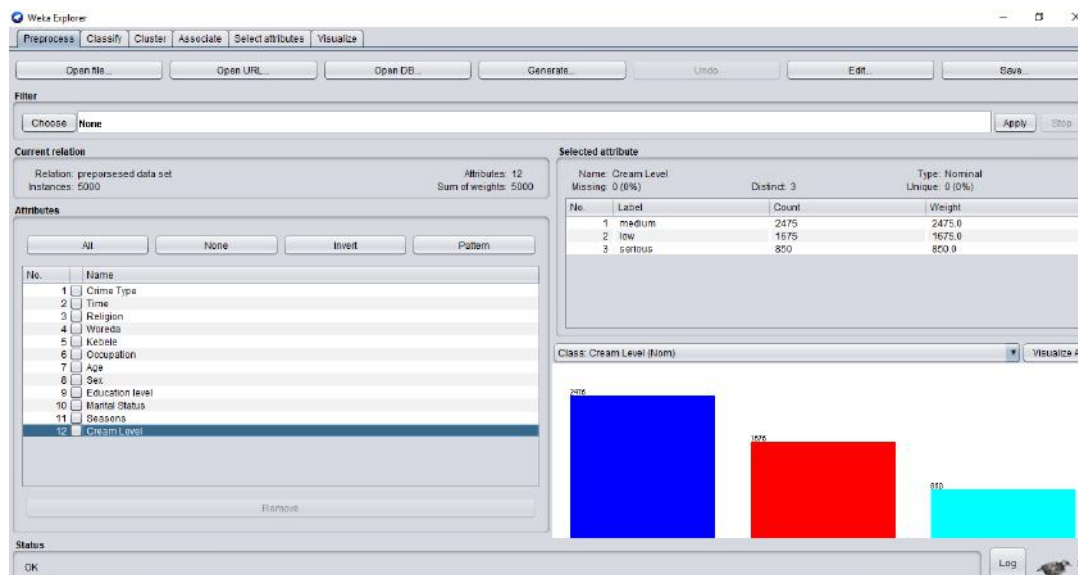 Weka Explorer
Preprocess Classify Cluster Associate Select attributes Visualize
Open file... Open URL... Open DB... Generate... Undo Edit... Save...
Filter
Choose None Apply Stop
Current relation
Relation: preporsesed data set Attributes: 12
Instances: 5000 Sum of weights: 5000
Attributes
All None Invert Pattern
No. Name
1 Crime Type
2 Time
3 Religion
4 Woreda
5 Kebele
6 Occupation
7 Age
8 Sex
9 Education level
10 Marital Status
11 Seasons
12 Cream Level
Remove
Selected attribute
Name: Cream Level Type: Nominal
Missing: 0 (0%) Distinct: 3 Unique: 0 (0%)
No. Label Count Weight
1 medium 2475 2475.0
2 low 1675 1675.0
3 serious 850 850.0
Class: Cream Level (Nom) Visualize A
2475
1675
850
Status
OK Log